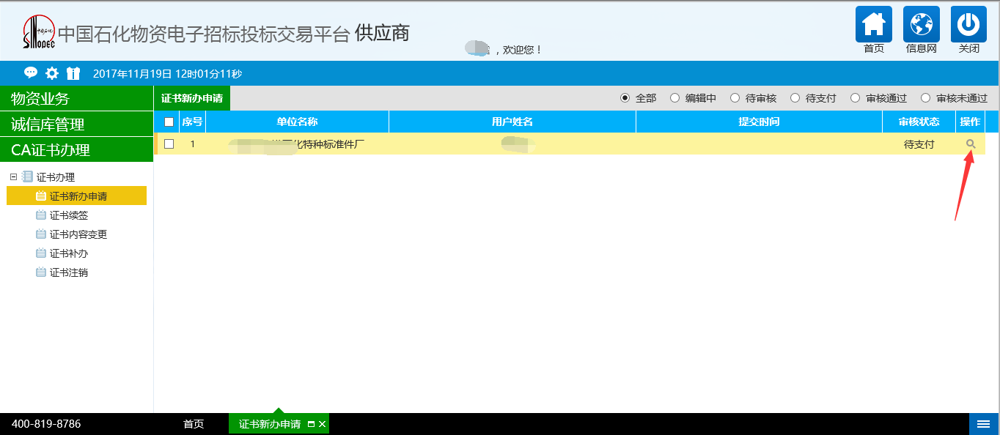 中国石化 SINOPEC 中国石化物资电子招标投标交易平台 供应商
，欢迎您！
首页 信息网 关闭
2017年11月19日 12时01分11秒
物资业务
证书新办申请 全部 编辑中 待审核 待支付 审核通过 审核未通过
诚信库管理
序号 单位名称 用户姓名 提交时间 审核状态 操作
1 化特种标准件厂 待支付
CA证书办理
证书办理
证书新办申请
证书续签
证书内容变更
证书补办
证书注销
400-819-8786 首页 证书新办申请